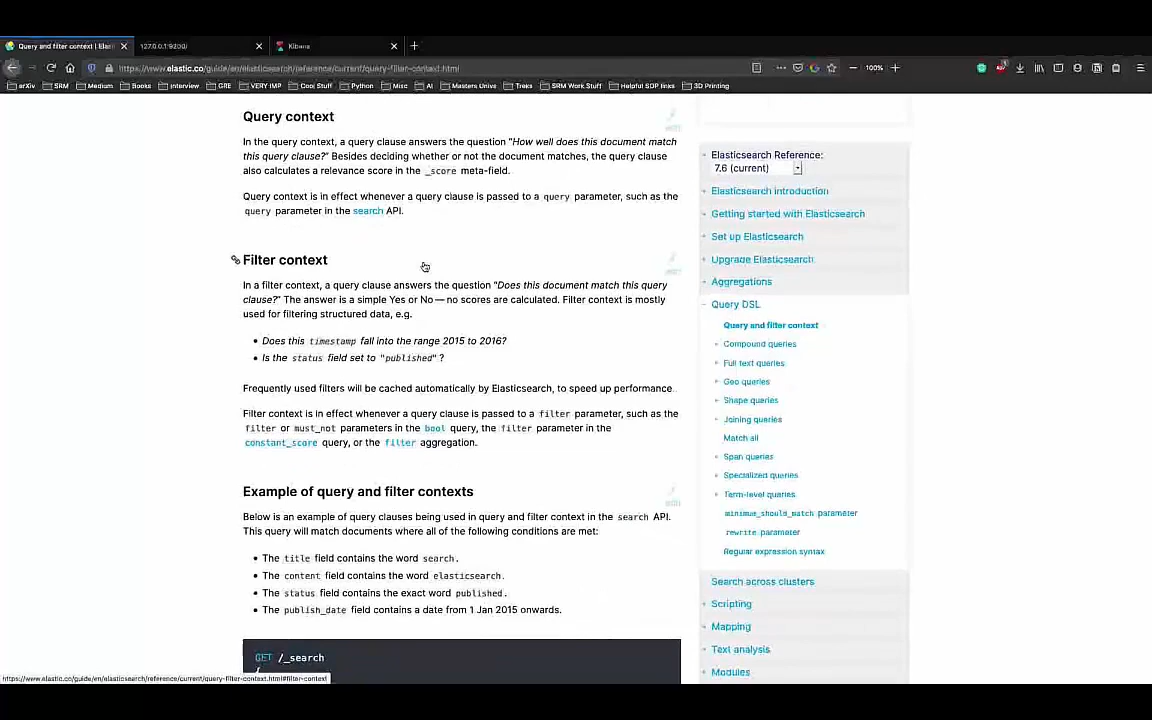 Query and filter context | Elas
127.0.0.1:9200/
Kibana
https://www.elastic.co/guide/en/elasticsearch/reference/current/query-filter-context.html
100%
arXiv SRM Medium Books Interview GRE VERY IMP Cool Stuff Python Misc AI Masters Univs Treks SRM Work Stuff Helpful SOP links 3D Printing
Query context
In the query context, a query clause answers the question "How well does this document match
this query clause?" Besides deciding whether or not the document matches, the query clause
also calculates a relevance score in the _score meta-field.
Query context is in effect whenever a query clause is passed to a query parameter, such as the
query parameter in the search API.
Filter context
In a filter context, a query clause answers the question "Does this document match this query
clause?" The answer is a simple Yes or No — no scores are calculated. Filter context is mostly
used for filtering structured data, e.g.
• Does this timestamp fall into the range 2015 to 2016?
• Is the status field set to "published" ?
Frequently used filters will be cached automatically by Elasticsearch, to speed up performance.
Filter context is in effect whenever a query clause is passed to a filter parameter, such as the
filter or must_not parameters in the bool query, the filter parameter in the
constant_score query, or the filter aggregation.
Example of query and filter contexts
Below is an example of query clauses being used in query and filter context in the search API.
This query will match documents where all of the following conditions are met:
• The title field contains the word search.
• The content field contains the word elasticsearch.
• The status field contains the exact word published.
• The publish_date field contains a date from 1 Jan 2015 onwards.
GET /_search
{
Elasticsearch Reference:
7.6 (current)
Elasticsearch introduction
Getting started with Elasticsearch
Set up Elasticsearch
Upgrade Elasticsearch
Aggregations
Query DSL
Query and filter context
Compound queries
Full text queries
Geo queries
Shape queries
Joining queries
Match all
Span queries
Specialized queries
Term-level queries
minimum_should_match parameter
rewrite parameter
Regular expression syntax
Search across clusters
Scripting
Mapping
Text analysis
Modules
https://www.elastic.co/guide/en/elasticsearch/reference/current/query-filter-context.html#filter-context